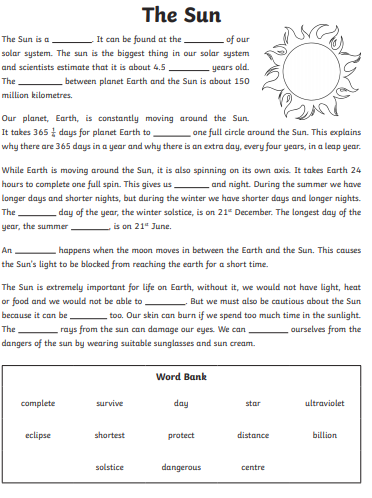 The Sun
The Sun is a ________. It can be found at the ________ of our
solar system. The sun is the biggest thing in our solar system
and scientists estimate that it is about 4.5 ________ years old.
The ________ between planet Earth and the Sun is about 150
million kilometres.
Our planet, Earth, is constantly moving around the Sun.
It takes 365 ¼ days for planet Earth to ________ one full circle around the Sun. This explains
why there are 365 days in a year and why there is an extra day, every four years, in a leap year.
While Earth is moving around the Sun, it is also spinning on its own axis. It takes Earth 24
hours to complete one full spin. This gives us ________ and night. During the summer we have
longer days and shorter nights, but during the winter we have shorter days and longer nights.
The ________ day of the year, the winter solstice, is on 21st December. The longest day of the
year, the summer ________, is on 21st June.
An ________ happens when the moon moves in between the Earth and the Sun. This causes
the Sun's light to be blocked from reaching the earth for a short time.
The Sun is extremely important for life on Earth, without it, we would not have light, heat
or food and we would not be able to ________. But we must also be cautious about the Sun
because it can be ________ too. Our skin can burn if we spend too much time in the sunlight.
The ________ rays from the sun can damage our eyes. We can ________ ourselves from the
dangers of the sun by wearing suitable sunglasses and sun cream.
Word Bank
complete survive day star ultraviolet
eclipse shortest protect distance billion
solstice dangerous centre